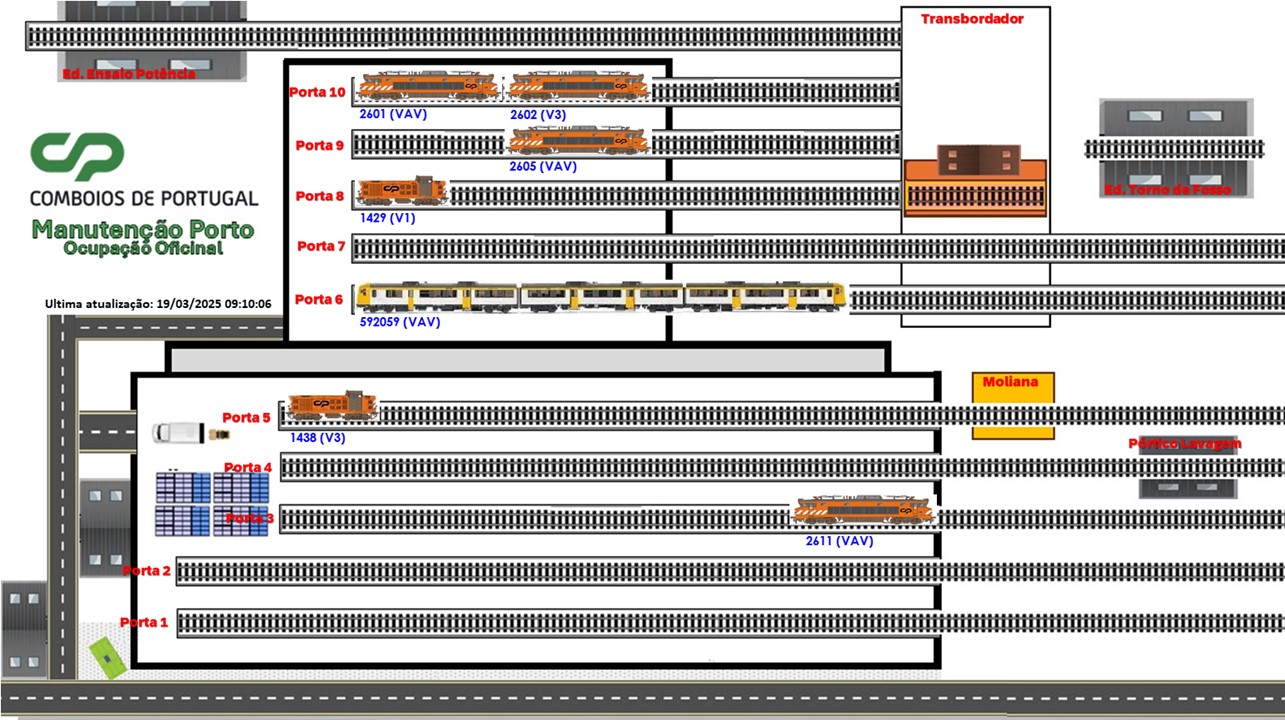 Transbordador
Ed. Ensaio Potência
Porta 10
2601 (VAV)
2602 (V3)
Porta 9
2605 (VAV)
CP
COMBOIOS DE PORTUGAL
Manutenção Porto
Ocupação Oficinal
Porta 8
1429 (V1)
Ed. Torno de Fosso
Porta 7
Ultima atualização: 19/03/2025 09:10:06
Porta 6
592059 (VAV)
Moliana
Porta 5
1438 (V3)
Pórtico Lavagem
Porta 4
Porta 3
2611 (VAV)
Porta 2
Porta 1